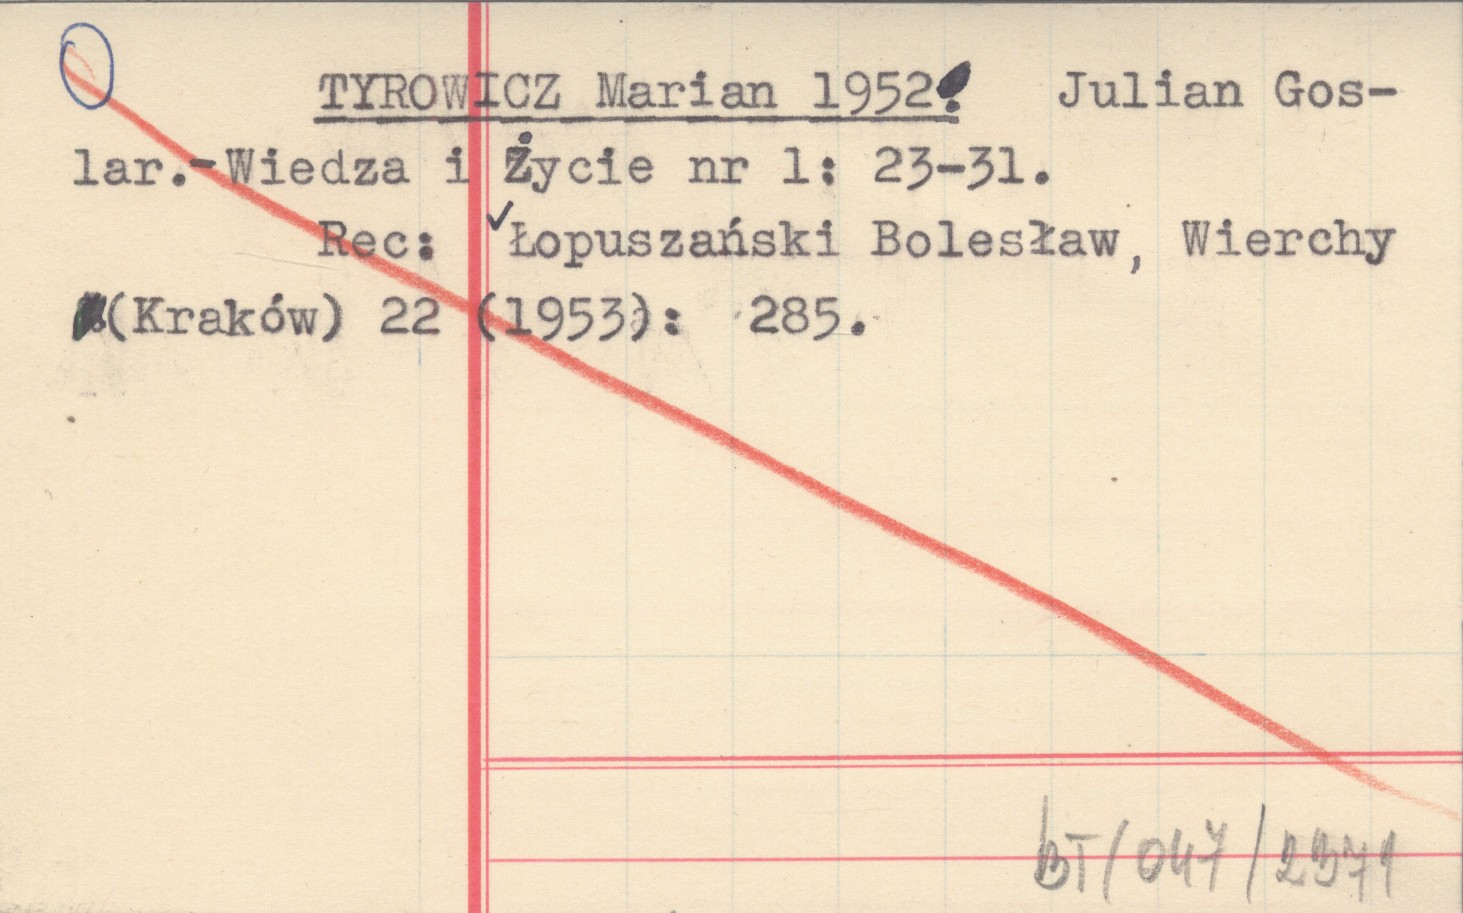 TYROWICZ Marian 1952. Julian Gos-
lar.-Wiedza i Życie nr 1: 23-31.
Rec: ✓Łopuszański Bolesław, Wierchy
(Kraków) 22 (1953): 285.
BT/047/2371